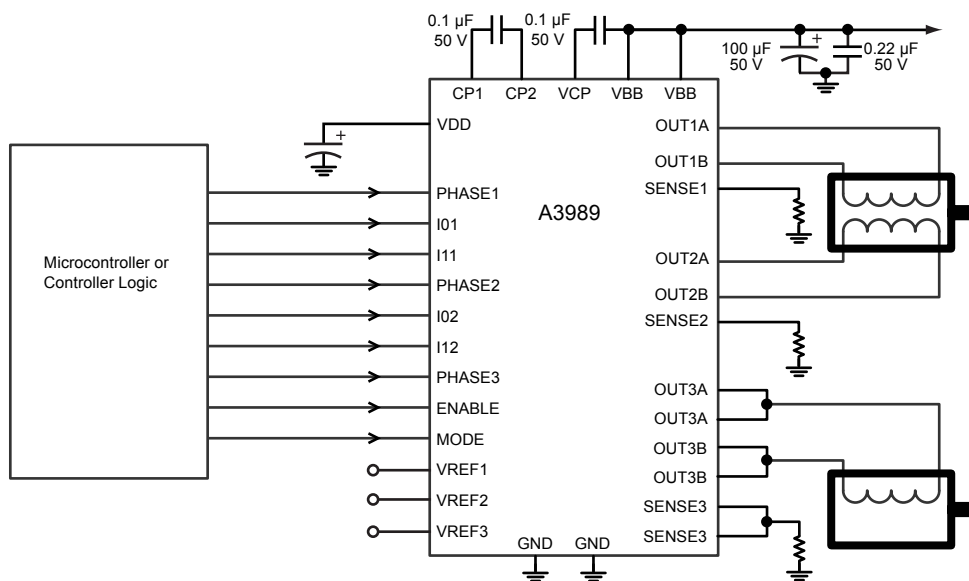 0.1 µF
50 V
0.1 µF
50 V
100 µF
50 V
+
0.22 µF
50 V
CP1
CP2
VCP
VBB
VBB
+
VDD
PHASE1
I01
I11
PHASE2
I02
I12
PHASE3
ENABLE
MODE
VREF1
VREF2
VREF3
Microcontroller or
Controller Logic
A3989
OUT1A
OUT1B
SENSE1
OUT2A
OUT2B
SENSE2
OUT3A
OUT3A
OUT3B
OUT3B
SENSE3
SENSE3
GND
GND